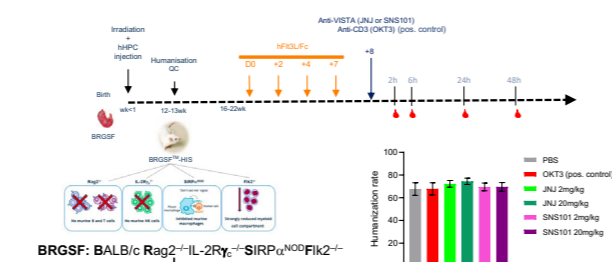 Anti-VISTA (JNJ or SNS101)
Anti-CD3 (OKT3) (pos. control)
Irradiation
+
hHPC
injection
Humanisation
QC
hFlt3L/Fc
D0 +2 +4 +7
+8
2h 6h 24h 48h
Birth
wk<1
12-13wk
16-22wk
BRGSF
BRGSF™-HIS
Rag2
IL-2Rγ
SIRPα
Flk2
No murine B and T cells
No murine NK cells
Inhibited murine macrophages
Strongly reduced myeloid cell compartment
BRGSF: BALB/c Rag2⁻/⁻IL-2Rγc⁻/⁻SIRPα^NODFlk2⁻/⁻
Humanization rate
100
80
60
40
20
PBS
OKT3 (pos. control)
JNJ 2mg/kg
JNJ 20mg/kg
SNS101 2mg/kg
SNS101 20mg/kg